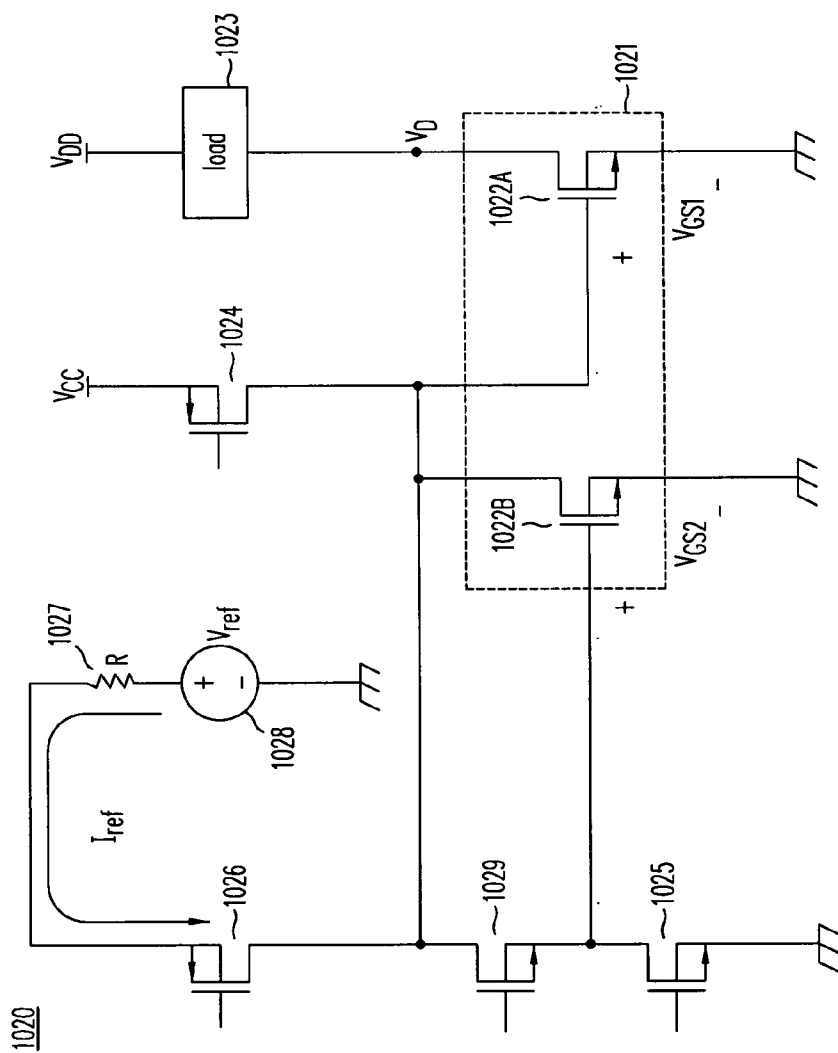 1020
I_ref
1026
1027
R
+
-
V_ref
1028
V_CC
1024
V_DD
load
1023
V_D
1029
1025
+
1022B
V_GS2
-
+
1022A
V_GS1
-
1021